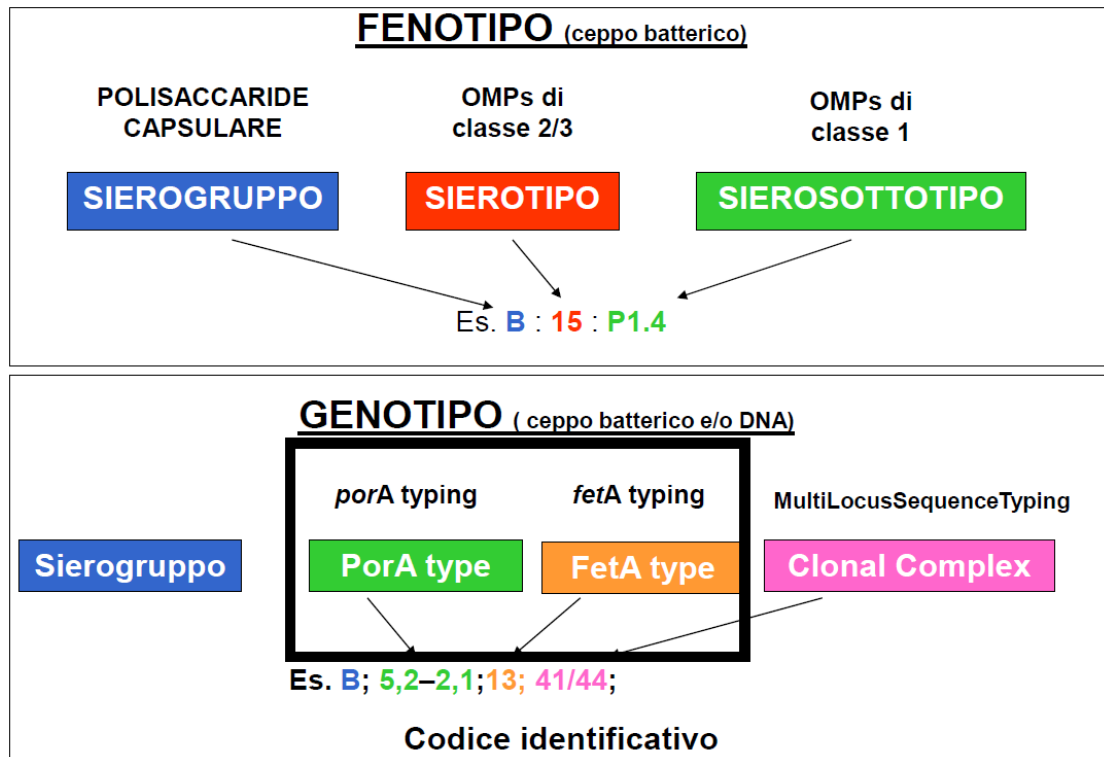 FENOTIPO (ceppo batterico)
POLISACCARIDE
CAPSULARE
OMPs di
classe 2/3
OMPs di
classe 1
SIEROGRUPPO
SIEROTIPO
SIEROSOTTOTIPO
Es. B : 15 : P1.4
GENOTIPO ( ceppo batterico e/o DNA)
porA typing
fetA typing
MultiLocusSequenceTyping
Sierogruppo
PorA type
FetA type
Clonal Complex
Es. B; 5,2–2,1;13; 41/44;
Codice identificativo